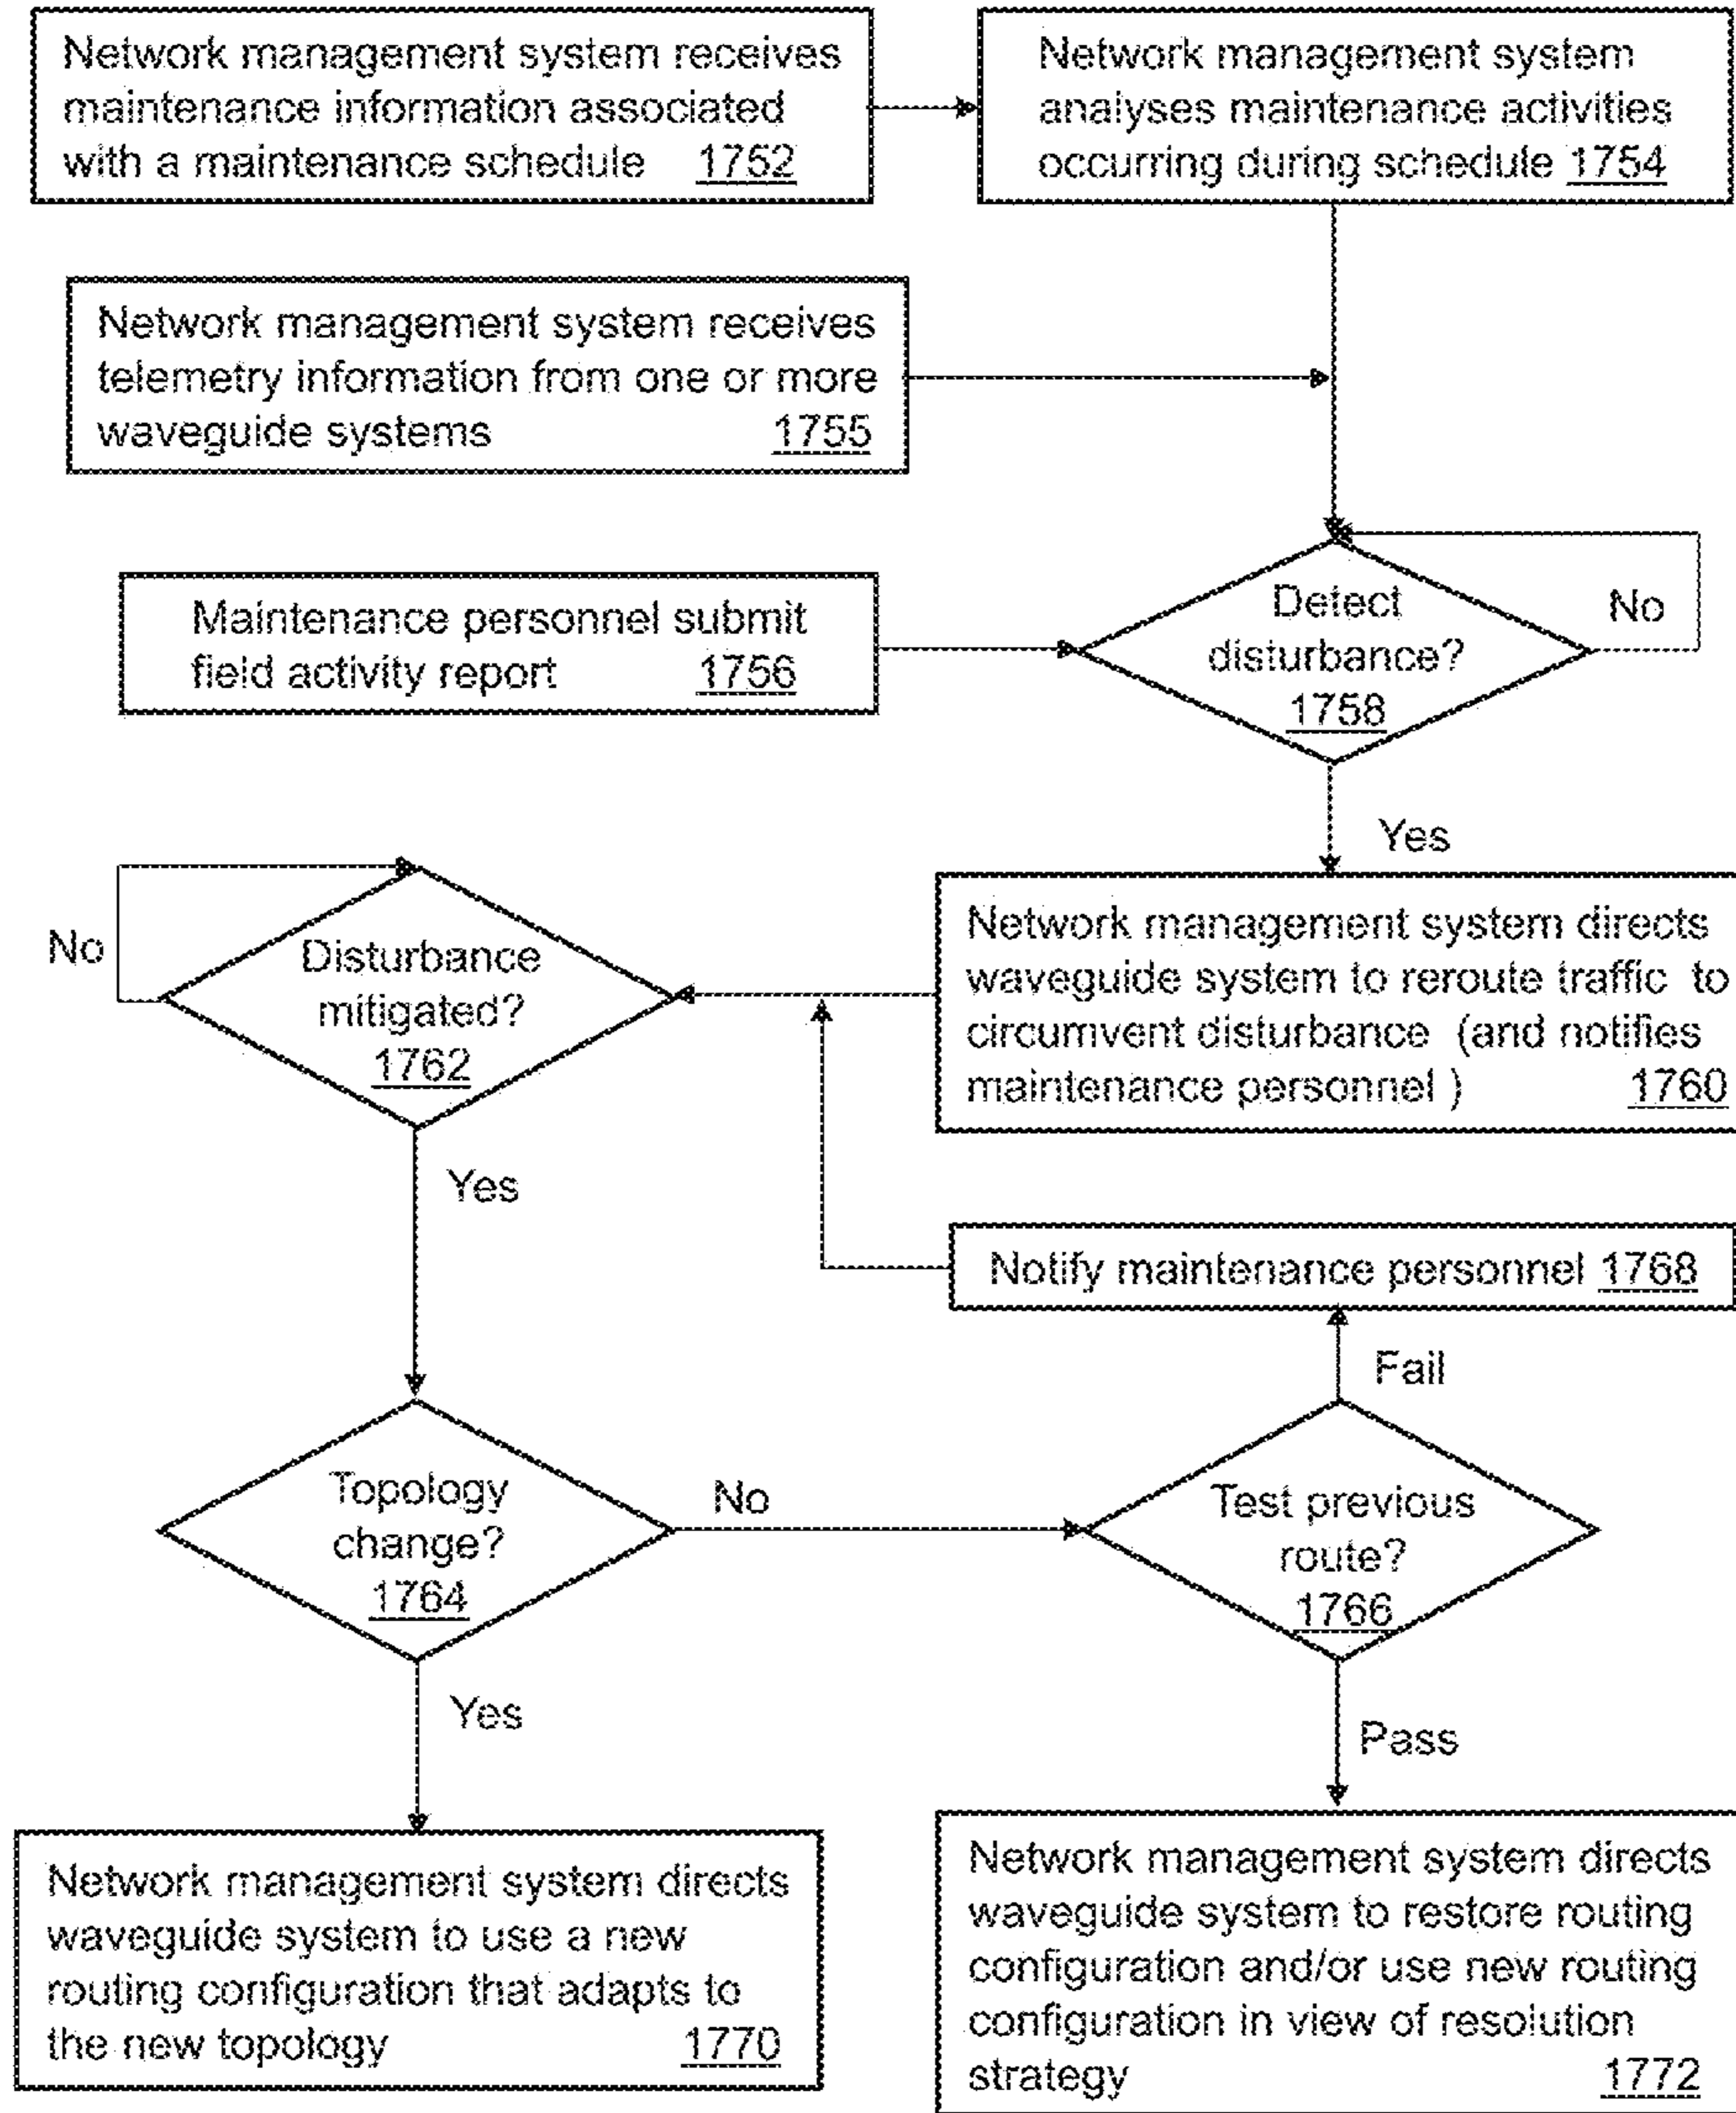 Network management system receives
maintenance information associated
with a maintenance schedule 1752
Network management system
analyses maintenance activities
occurring during schedule 1754
Network management system receives
telemetry information from one or more
waveguide systems 1755
Maintenance personnel submit
field activity report 1756
Detect
disturbance?
1758
No
Yes
Network management system directs
waveguide system to reroute traffic to
circumvent disturbance (and notifies
maintenance personnel ) 1760
Disturbance
mitigated?
1762
No
Yes
Notify maintenance personnel 1768
Fail
Topology
change?
1764
No
Test previous
route?
1766
Yes
Pass
Network management system directs
waveguide system to use a new
routing configuration that adapts to
the new topology 1770
Network management system directs
waveguide system to restore routing
configuration and/or use new routing
configuration in view of resolution
strategy 1772